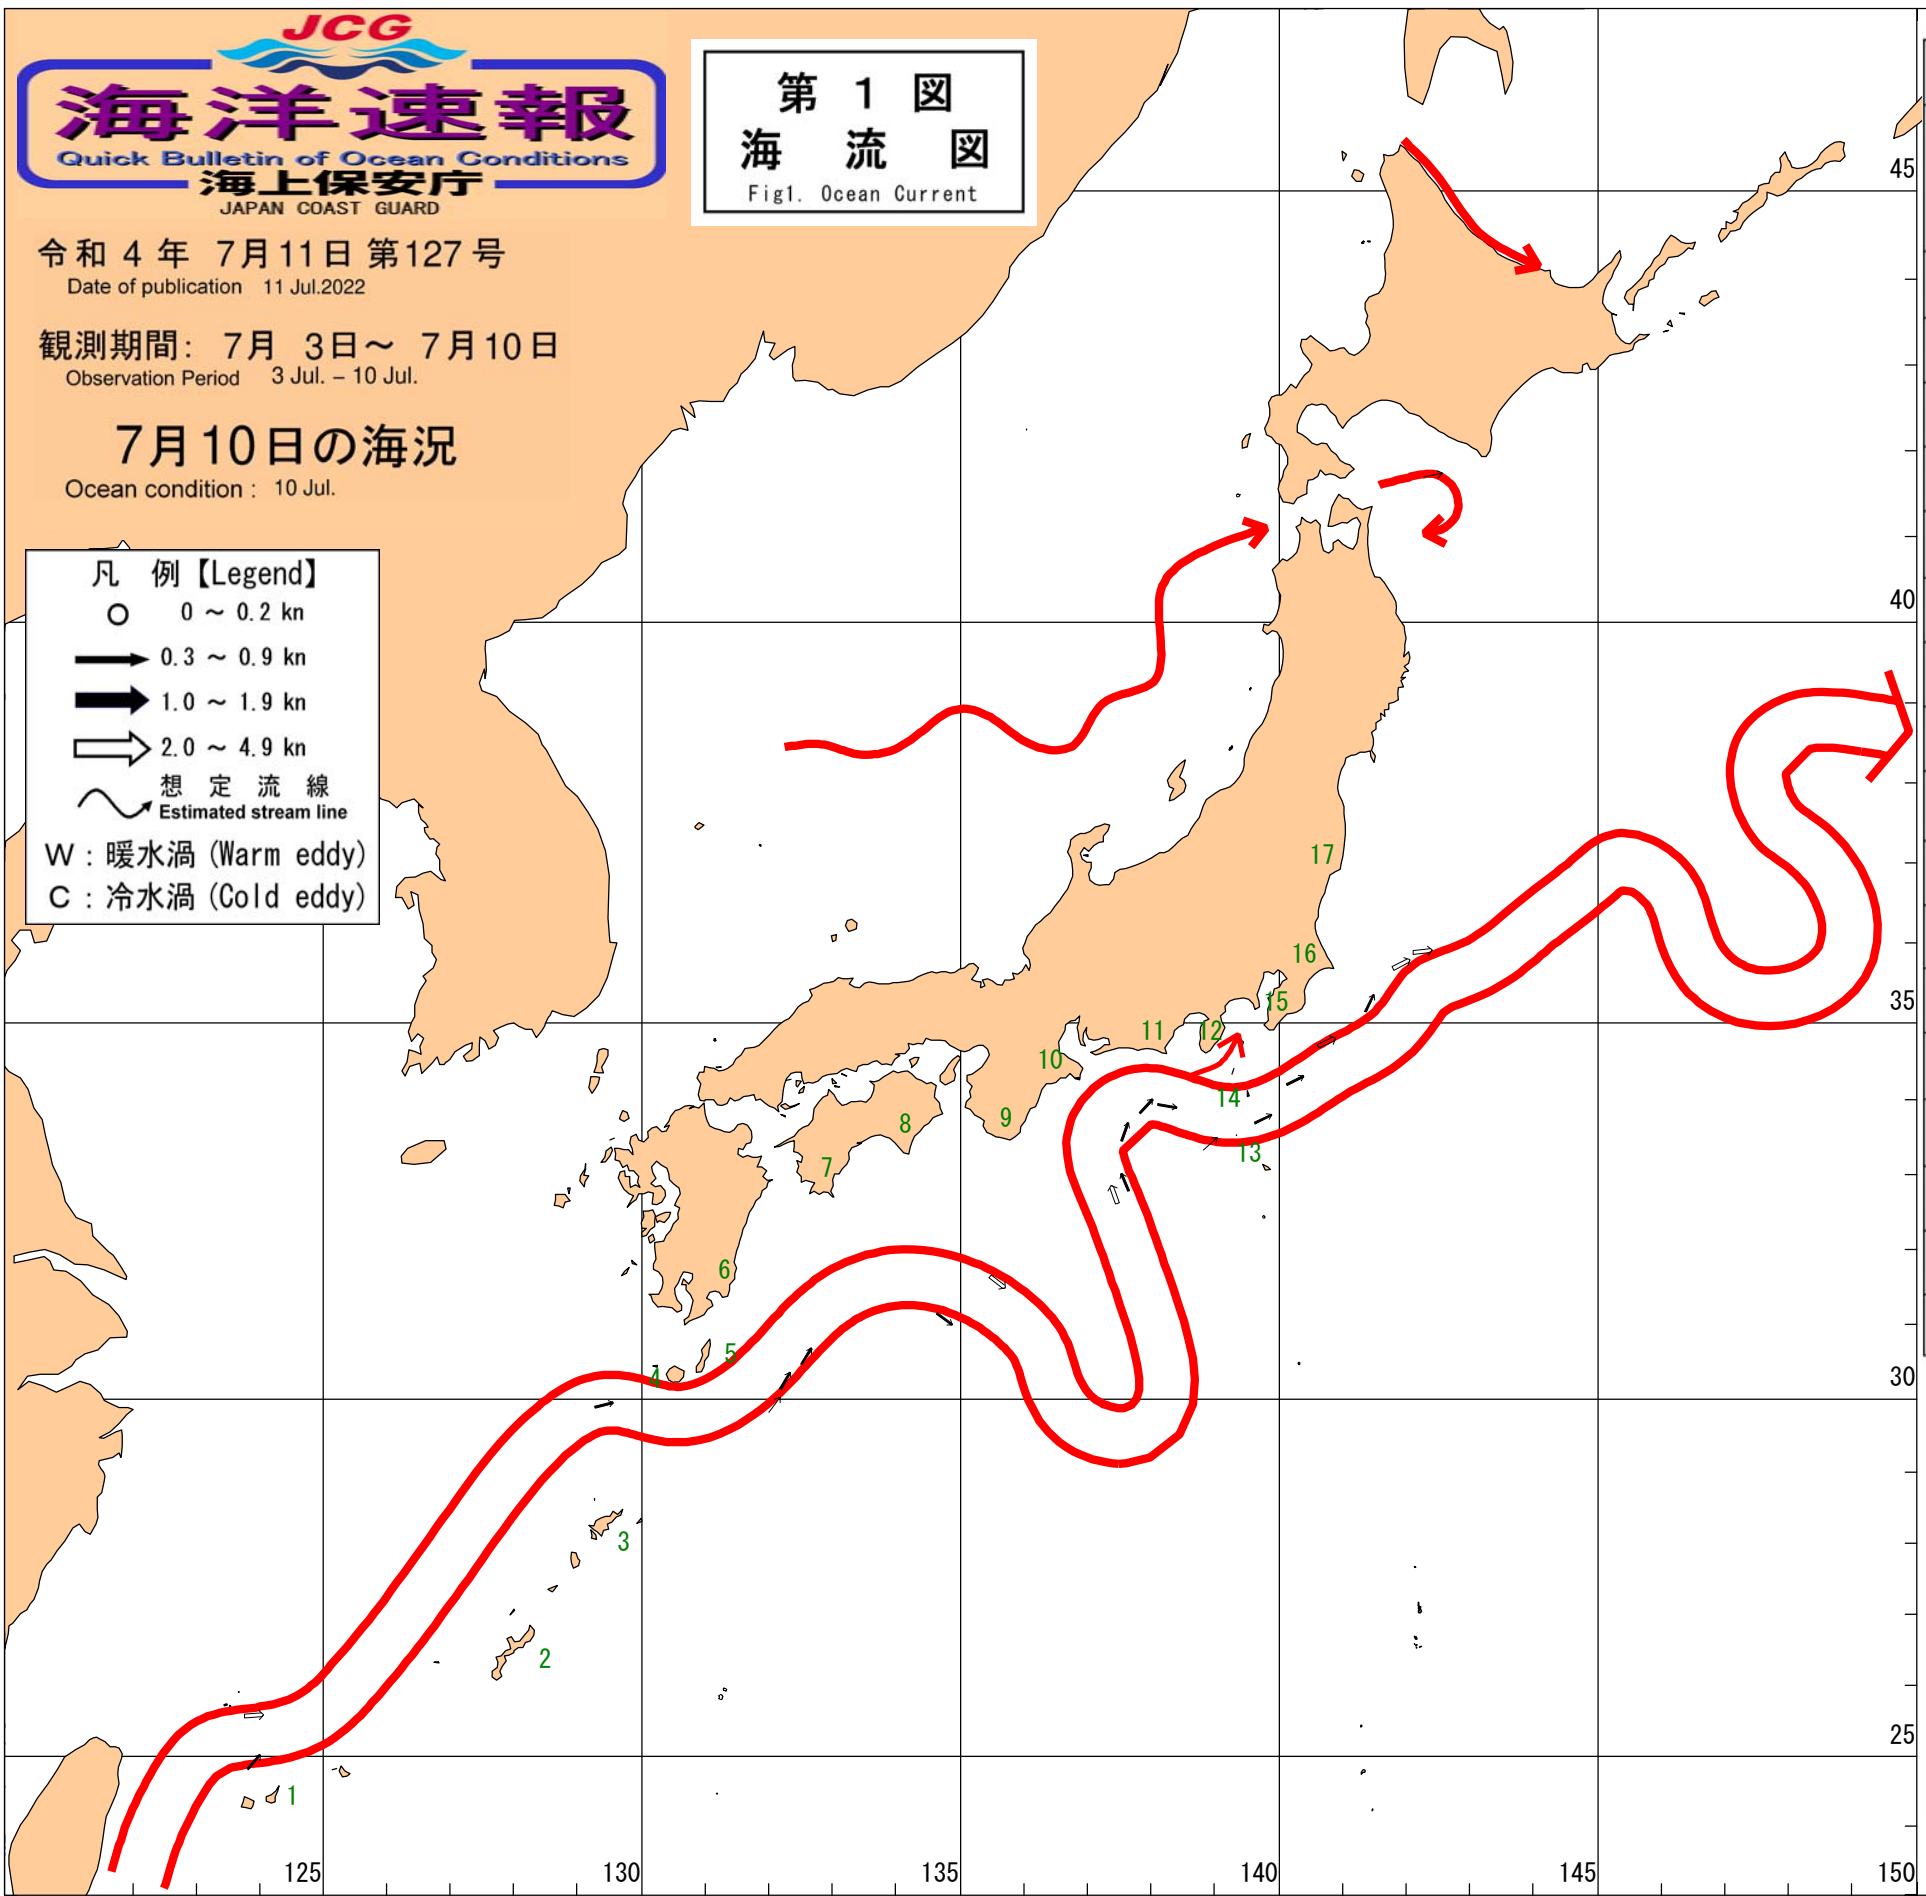 JCG
海洋速報
Quick Bulletin of Ocean Conditions
海上保安庁
JAPAN COAST GUARD
令和 4 年 7月11日 第127 号
Date of publication 11 Jul.2022
観測期間: 7月 3日～ 7月10日
Observation Period 3 Jul. – 10 Jul.
7月10日の海況
Ocean condition : 10 Jul.
第 1 図
海 流 図
Fig1. Ocean Current
凡 例【Legend】
0 ～ 0.2 kn
0.3 ～ 0.9 kn
1.0 ～ 1.9 kn
2.0 ～ 4.9 kn
想 定 流 線
Estimated stream line
W : 暖水渦 (Warm eddy)
C : 冷水渦 (Cold eddy)
45
40
35
30
25
17
16
15
11
12
10
14
9
8
13
7
6
5
4
3
2
1
125
130
135
140
145
150